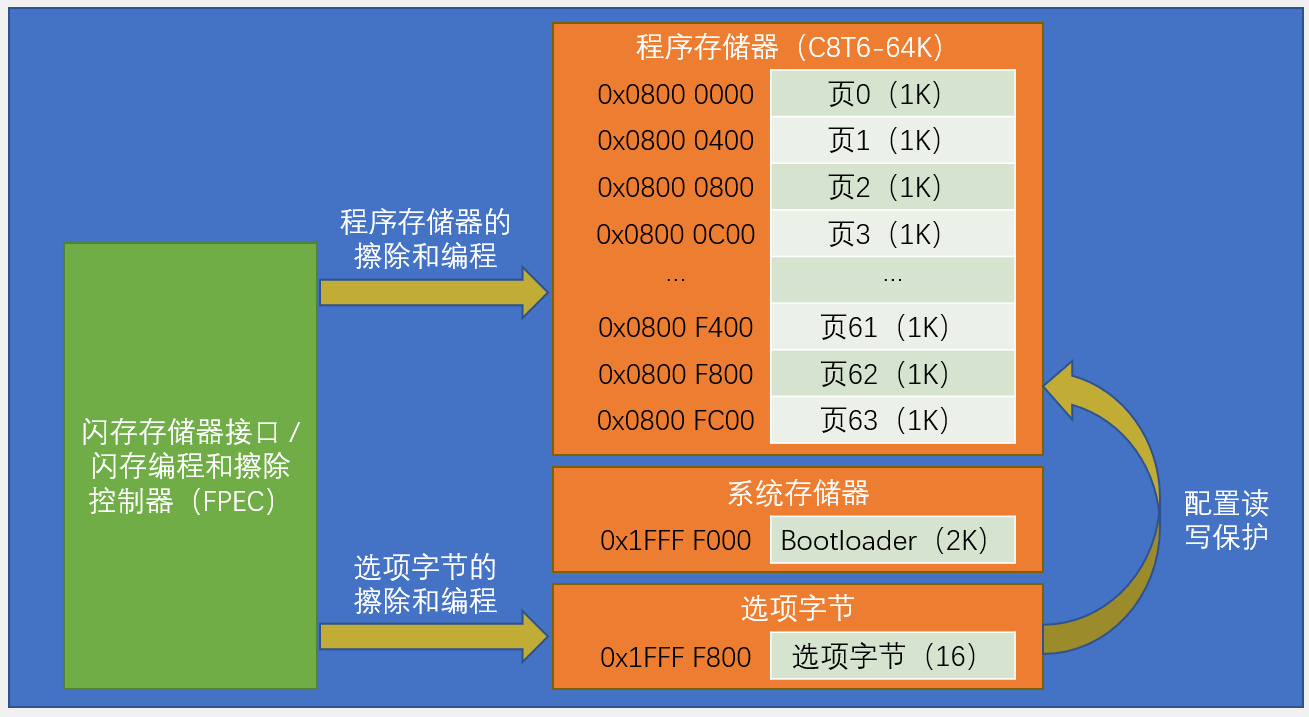 程序存储器（C8T6-64K）
0x0800 0000 页0（1K）
0x0800 0400 页1（1K）
0x0800 0800 页2（1K）
0x0800 0C00 页3（1K）
... ...
0x0800 F400 页61（1K）
0x0800 F800 页62（1K）
0x0800 FC00 页63（1K）
程序存储器的
擦除和编程
闪存存储器接口 /
闪存编程和擦除
控制器（FPEC）
系统存储器
0x1FFF F000 Bootloader（2K）
配置读
写保护
选项字节的
擦除和编程
选项字节
0x1FFF F800 选项字节（16）